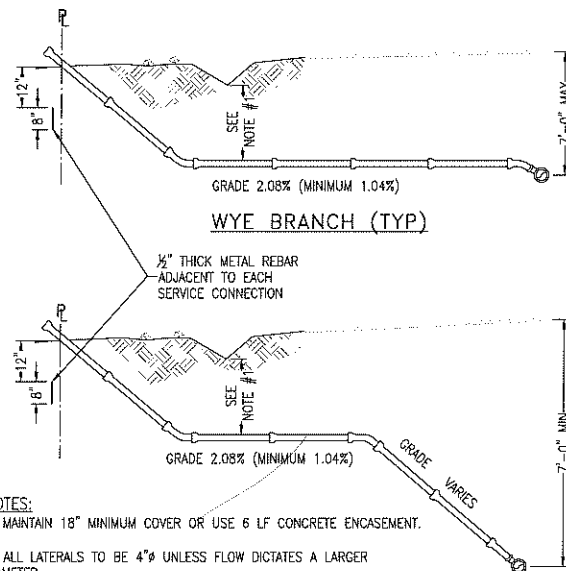 PL
12"
8"
SEE
NOTE #1
7'-0" MAX
GRADE 2.08% (MINIMUM 1.04%)
WYE BRANCH (TYP)
½" THICK METAL REBAR
ADJACENT TO EACH
SERVICE CONNECTION
PL
12"
8"
SEE
NOTE #1
GRADE 2.08% (MINIMUM 1.04%)
GRADE VARIES
7'-0" MIN
OTES:
MAINTAIN 18" MINIMUM COVER OR USE 6 LF CONCRETE ENCASEMENT.
ALL LATERALS TO BE 4"ø UNLESS FLOW DICTATES A LARGER